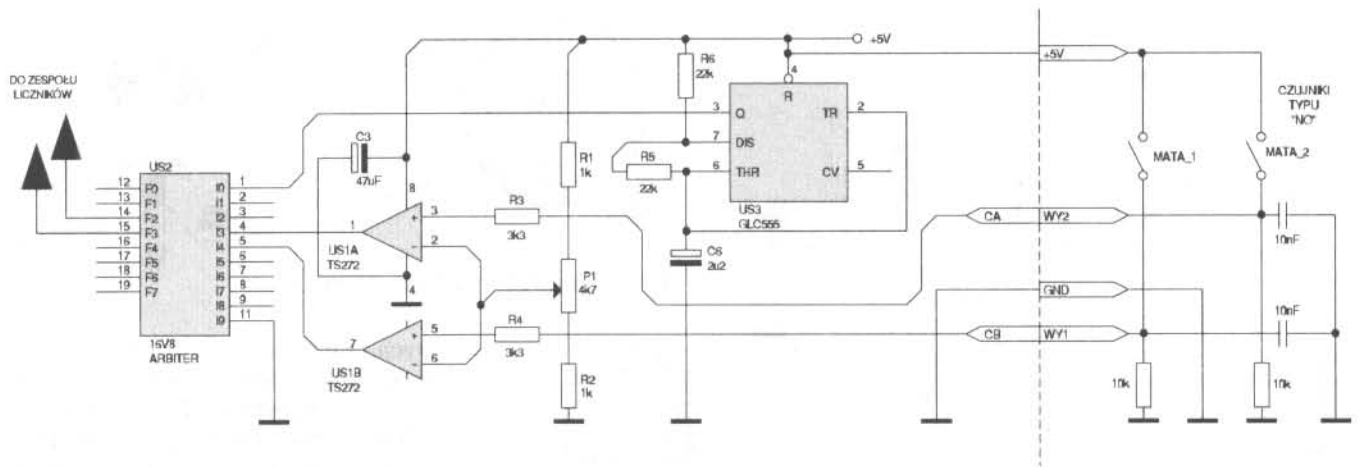 DO ZESPOŁU
LICZNIKÓW
US2
12 F0 I0 1
13 F1 I1 2
14 F2 I2 3
15 F3 I3 4
16 F4 I4 5
17 F5 I5 6
18 F6 I6 7
19 F7 I7 8
I8 9
I9 11
16V8
ARBITER
C3
47uF
8
1
+ 3
- 2
US1A
TS272
4
7
+ 5
- 6
US1B
TS272
R3
3k3
R4
3k3
R1
1k
P1
4k7
R2
1k
R6
22k
R5
22k
C6
2u2
+5V
4
R
3 Q TR 2
7 DIS
6 THR CV 5
US3
GLC555
+5V
CA WY2
GND
CB WY1
CZUJNIKI
TYPU
"NO"
MATA_1
MATA_2
10nF
10nF
10k
10k